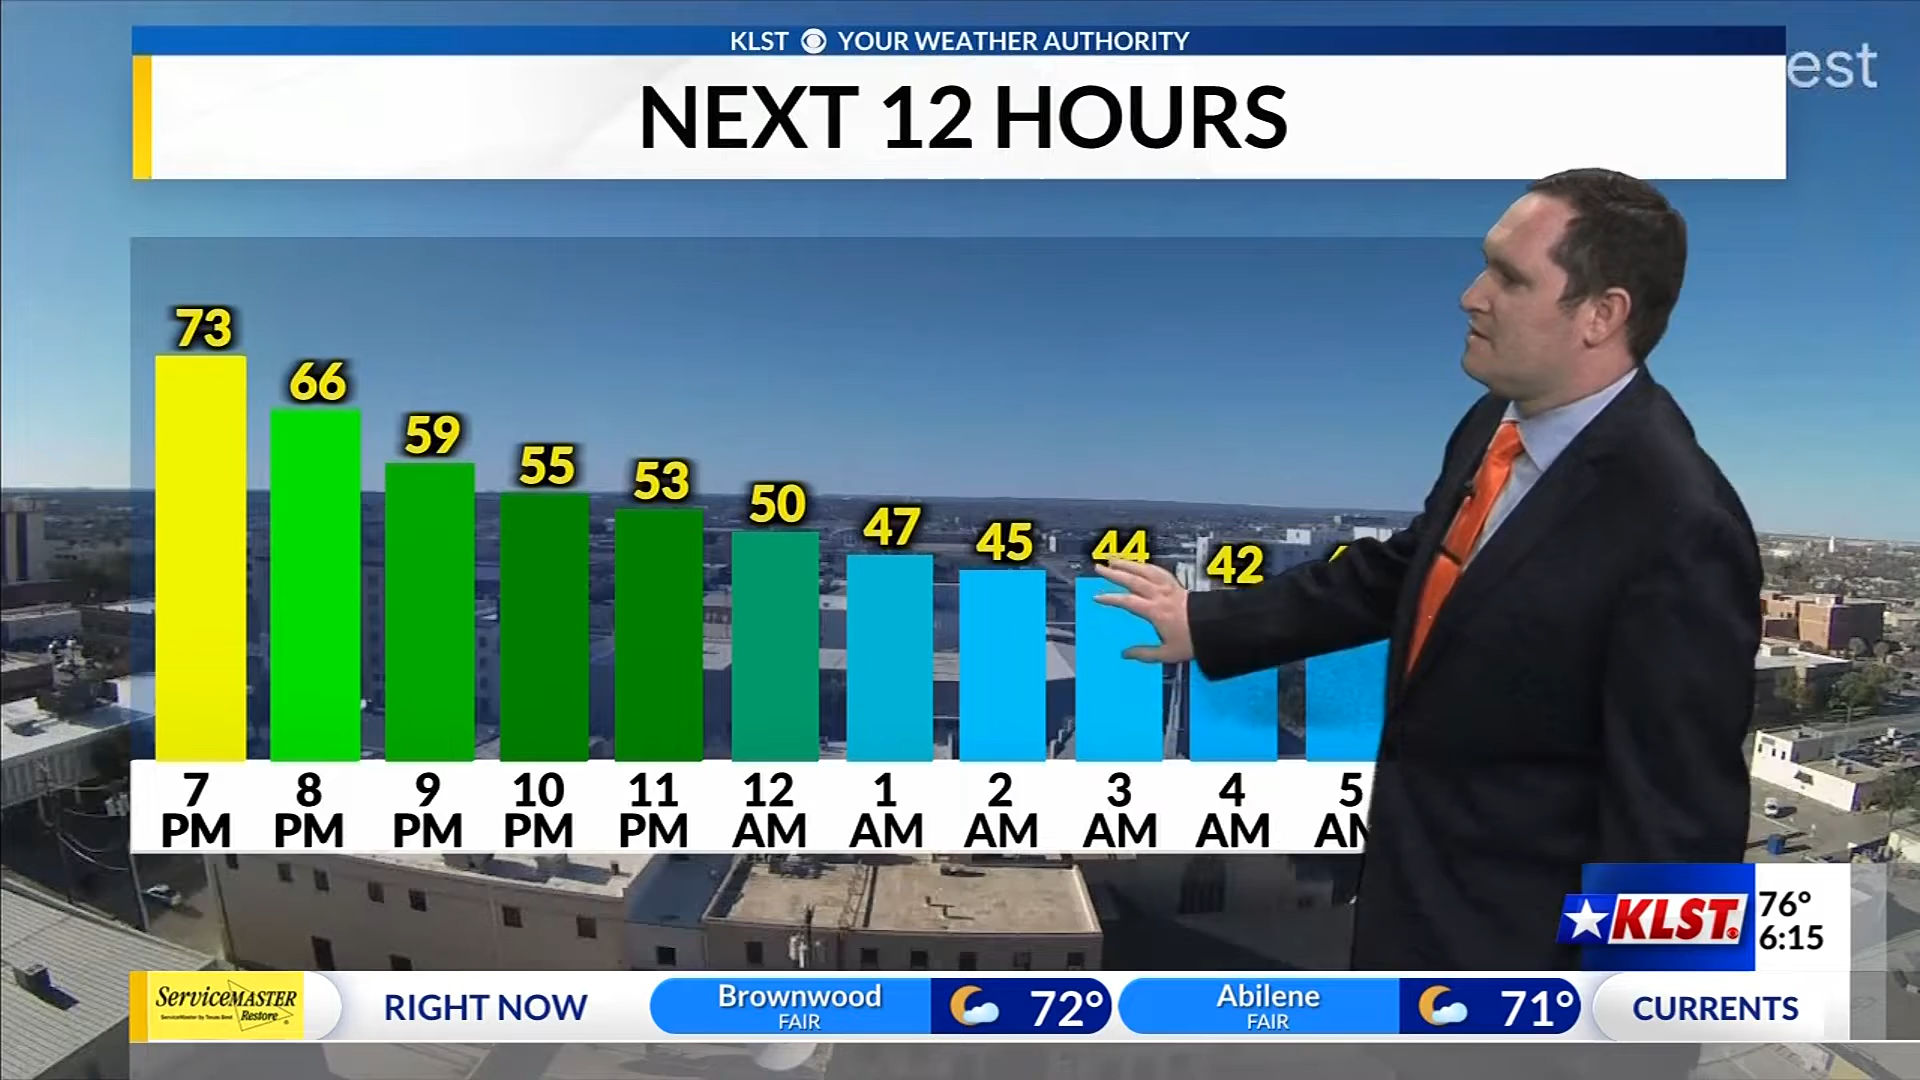 KLST YOUR WEATHER AUTHORITY
est
NEXT 12 HOURS
73 66 59 55 53 50 47 45 44 42
7 8 9 10 11 12 1 2 3 4 5
PM PM PM PM PM AM AM AM AM AM
KLST.
76°
6:15
ServiceMASTER
Restore
RIGHT NOW
Brownwood
FAIR
72°
Abilene
FAIR
71°
CURRENTS